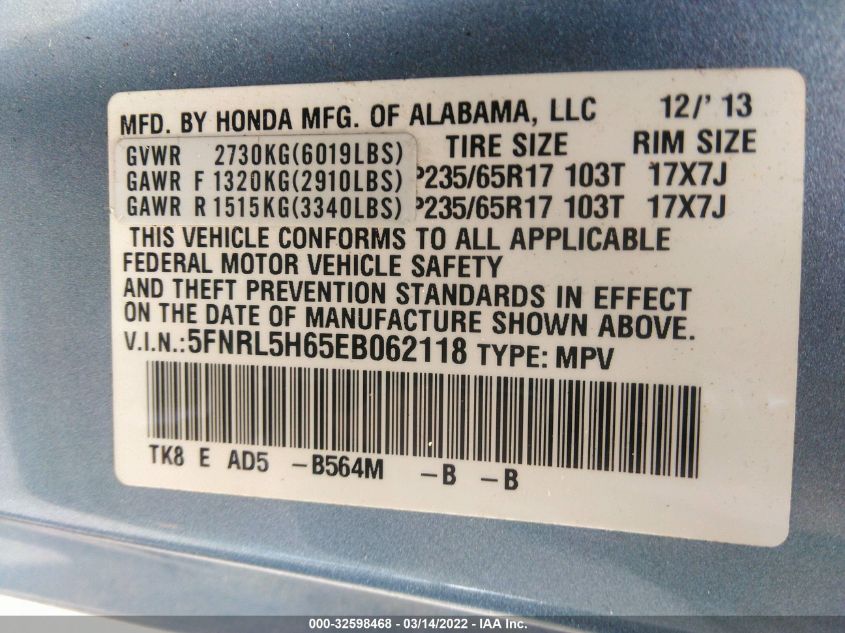 MFD. BY HONDA MFG. OF ALABAMA, LLC 12/' 13
TIRE SIZE RIM SIZE
GVWR 2730KG(6019LBS)
GAWR F 1320KG(2910LBS) P235/65R17 103T 17X7J
GAWR R 1515KG(3340LBS) P235/65R17 103T 17X7J
THIS VEHICLE CONFORMS TO ALL APPLICABLE
FEDERAL MOTOR VEHICLE SAFETY
AND THEFT PREVENTION STANDARDS IN EFFECT
ON THE DATE OF MANUFACTURE SHOWN ABOVE.
V.I.N.:5FNRL5H65EB062118 TYPE: MPV
TK8 E AD5 -B564M -B -B
000-32598468 - 03/14/2022 - IAA Inc.